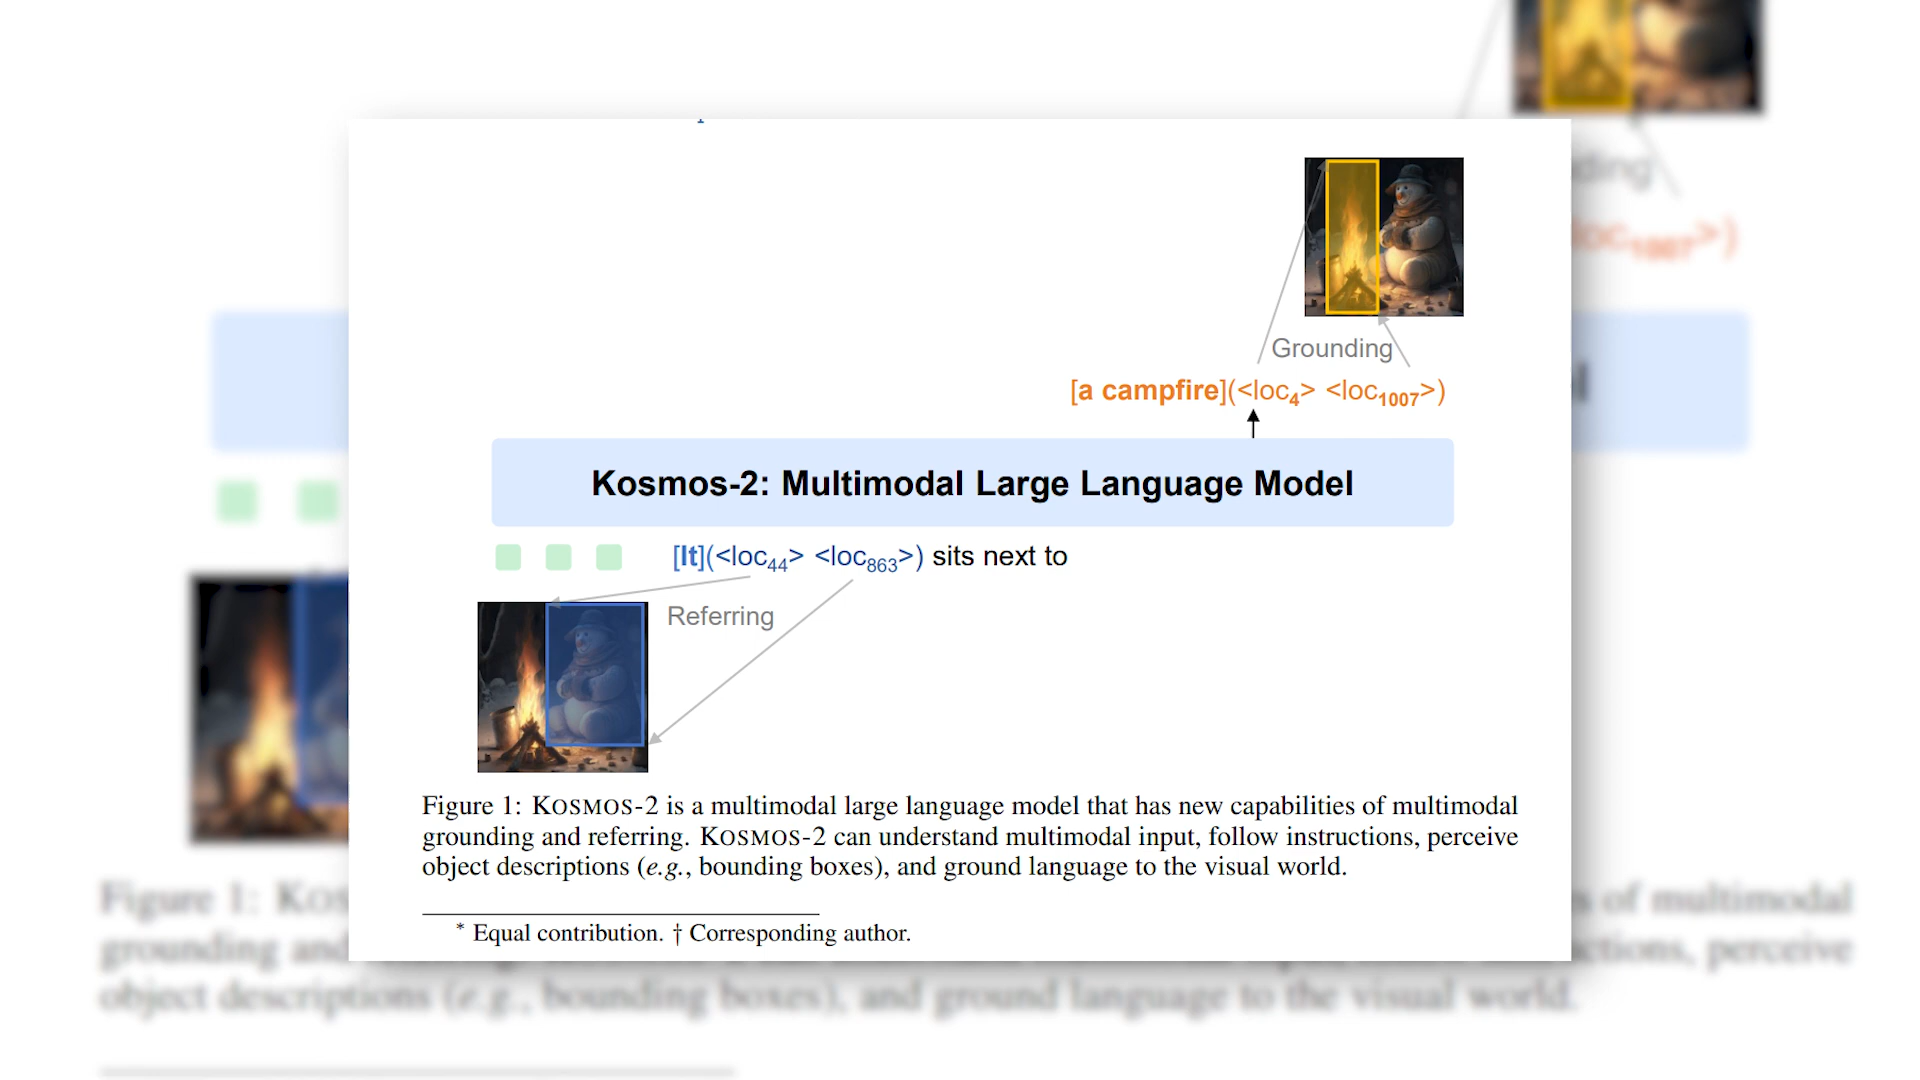 Grounding
[a campfire](<loc4> <loc1007>)
Kosmos-2: Multimodal Large Language Model
[It](<loc44> <loc863>) sits next to
Referring
Figure 1: KOSMOS-2 is a multimodal large language model that has new capabilities of multimodal
grounding and referring. KOSMOS-2 can understand multimodal input, follow instructions, perceive
object descriptions (e.g., bounding boxes), and ground language to the visual world.
* Equal contribution. † Corresponding author.